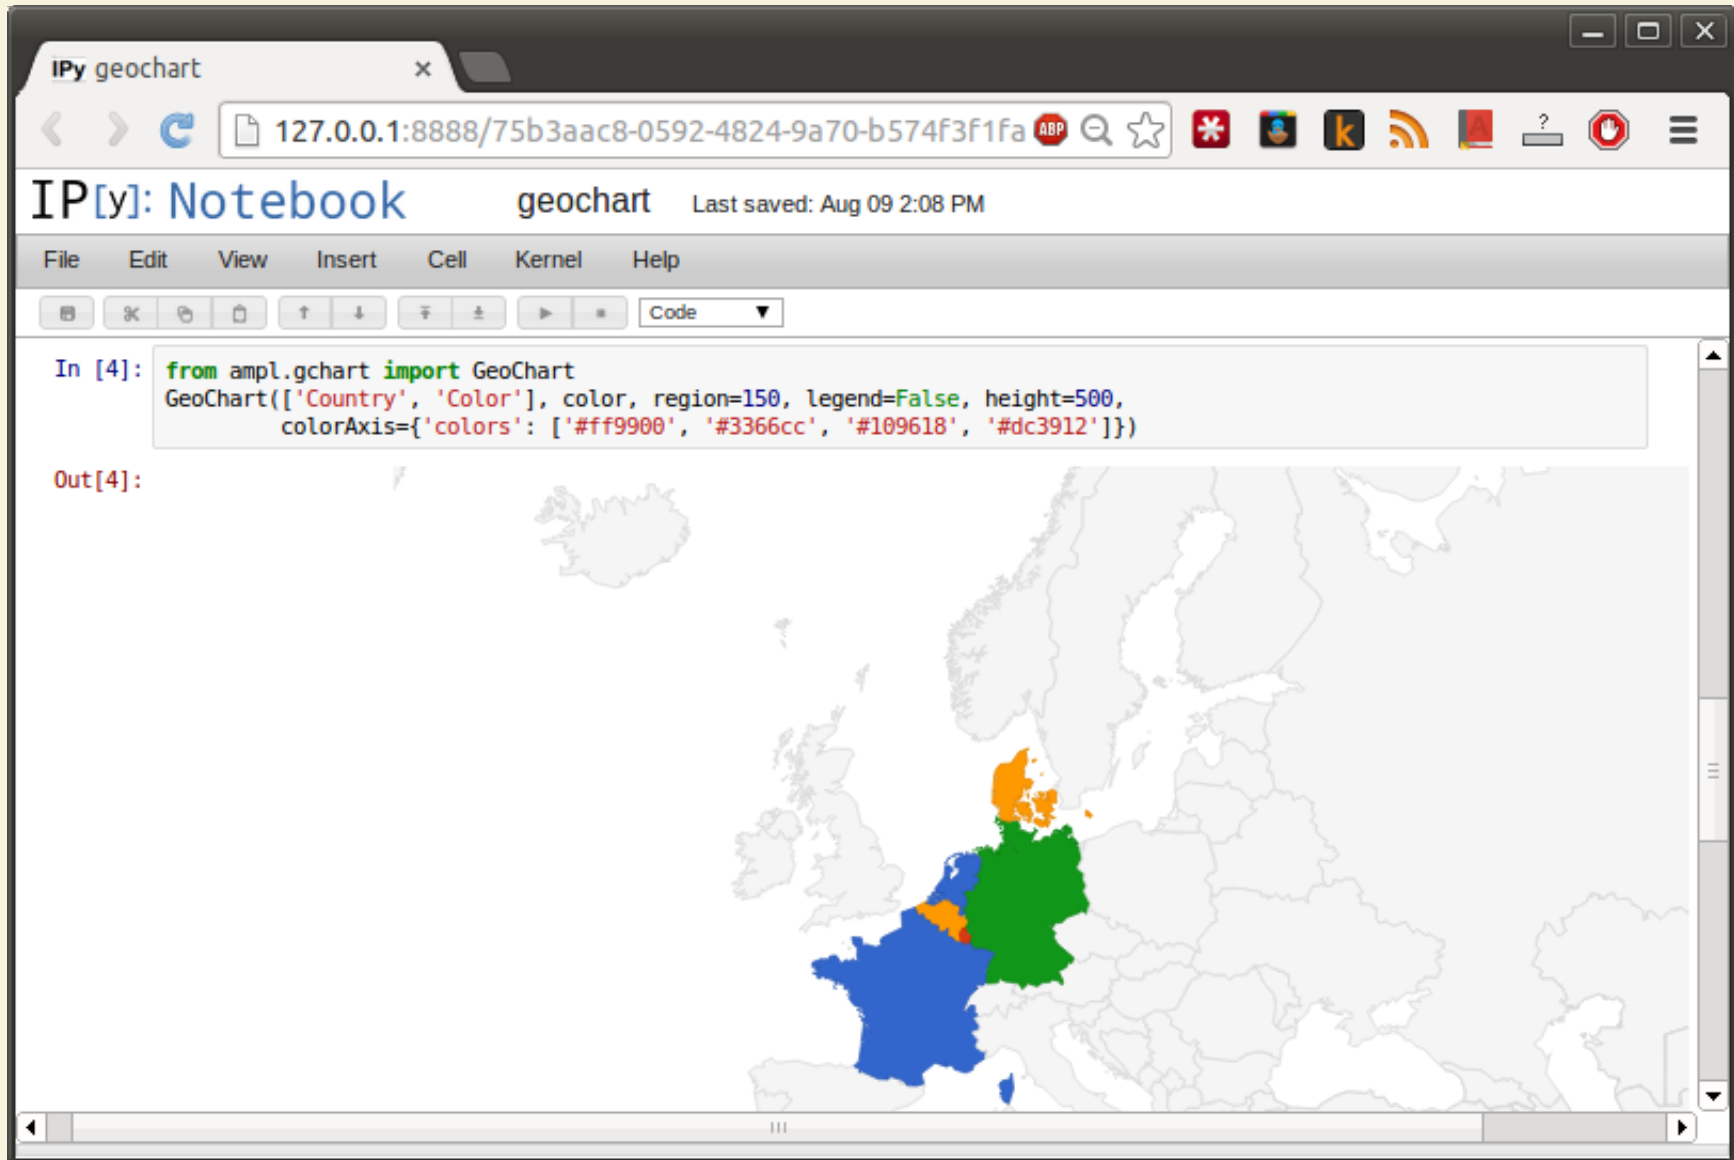 IPy geochart
127.0.0.1:8888/75b3aac8-0592-4824-9a70-b574f3f1fa ABP
k A ?
IP[y]: Notebook geochart Last saved: Aug 09 2:08 PM
File Edit View Insert Cell Kernel Help
Code
In [4]: from ampl.gchart import GeoChart
GeoChart(['Country', 'Color'], color, region=150, legend=False, height=500,
colorAxis={'colors': ['#ff9900', '#3366cc', '#109618', '#dc3912']})
Out[4]: